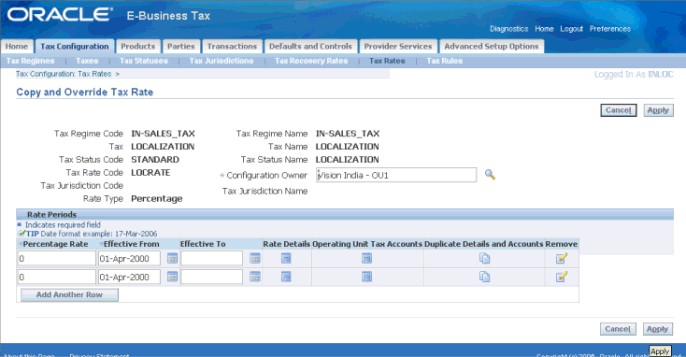 ORACLE E-Business Tax
Diagnostics Home Logout Preferences
Home Tax Configuration Products Parties Transactions Defaults and Controls Provider Services Advanced Setup Options
Tax Regimes | Taxes | Tax Statuses | Tax Jurisdictions | Tax Recovery Rates | Tax Rates | Tax Rules
Tax Configuration: Tax Rates > Logged In As INLOC
Copy and Override Tax Rate
Cancel Apply
Tax Regime Code IN-SALES_TAX Tax Regime Name IN-SALES_TAX
Tax LOCALIZATION Tax Name LOCALIZATION
Tax Status Code STANDARD Tax Status Name LOCALIZATION
Tax Rate Code LOCRATE * Configuration Owner Vision India - OU1
Tax Jurisdiction Code Tax Jurisdiction Name
Rate Type Percentage
Rate Periods
* Indicates required field
TIP Date format example: 17-Mar-2006
*Percentage Rate *Effective From Effective To Rate Details Operating Unit Tax Accounts Duplicate Details and Accounts Remove
0 01-Apr-2000
0 01-Apr-2000
Add Another Row
Cancel Apply
Apply
About this Page Privacy Statement Copyright (c) 2006, Oracle. All rights